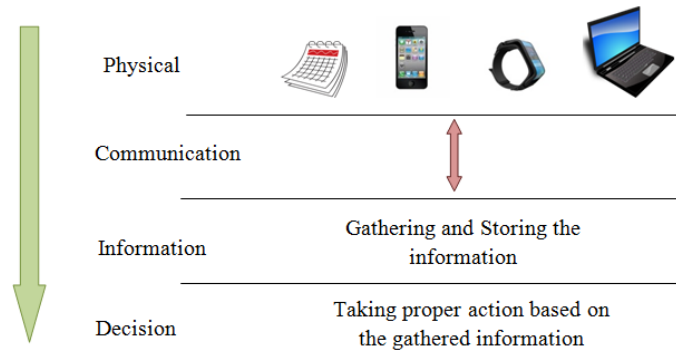 Physical
Communication
Information
Gathering and Storing the
information
Decision
Taking proper action based on
the gathered information